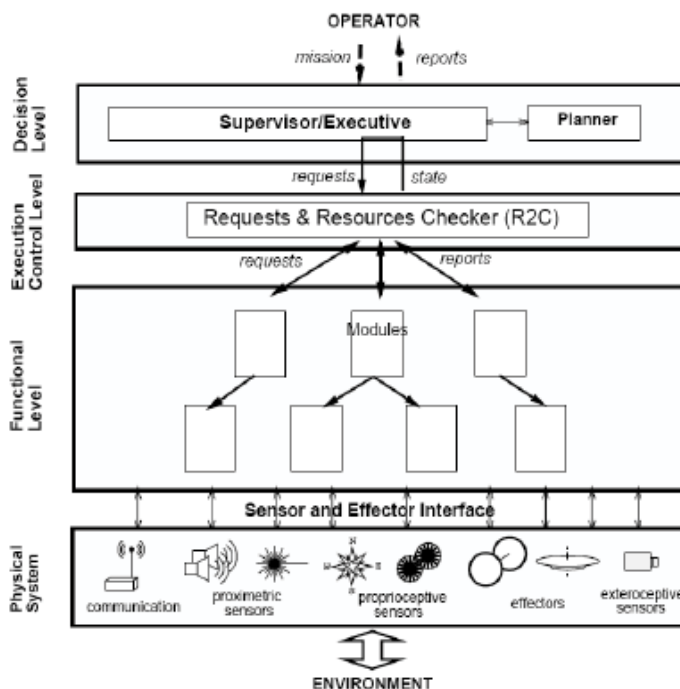 OPERATOR
mission
reports
Decision
Level
Supervisor/Executive
Planner
requests
state
Execution
Control Level
Requests & Resources Checker (R2C)
requests
reports
Functional
Level
Modules
Sensor and Effector Interface
Physical
System
N
W
E
S
communication
proximetric
sensors
proprioceptive
sensors
effectors
exteroceptive
sensors
ENVIRONMENT